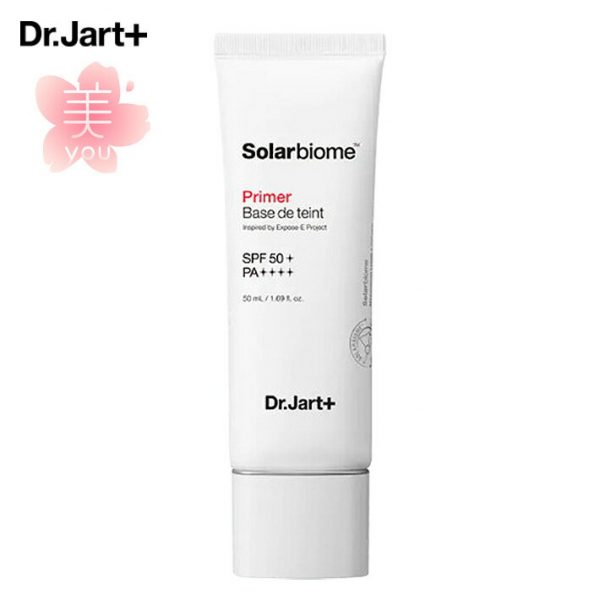 Dr.Jart+
美
you
Solarbiome™
Primer
Base de teint
Inspired by Expose E Project
SPF 50+
PA++++
50 mL / 1.69 fl. oz.
Solarbiome
Dr.Jart+